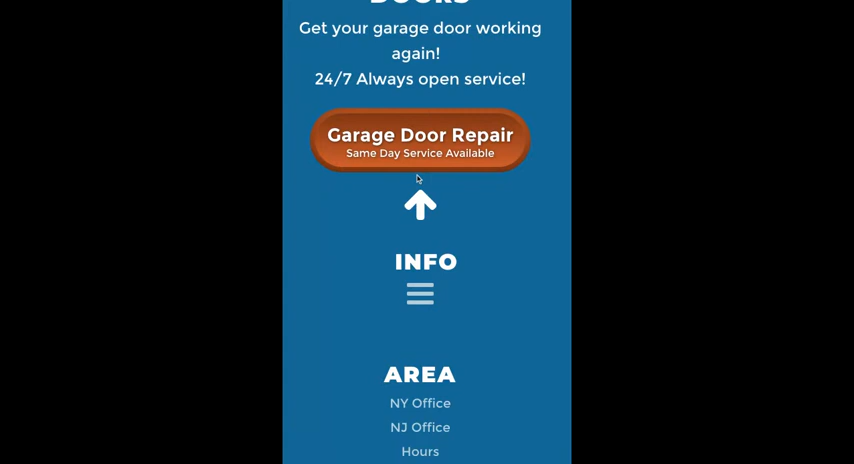 DOORS
Get your garage door working
again!
24/7 Always open service!
Garage Door Repair
Same Day Service Available
INFO
AREA
NY Office
NJ Office
Hours